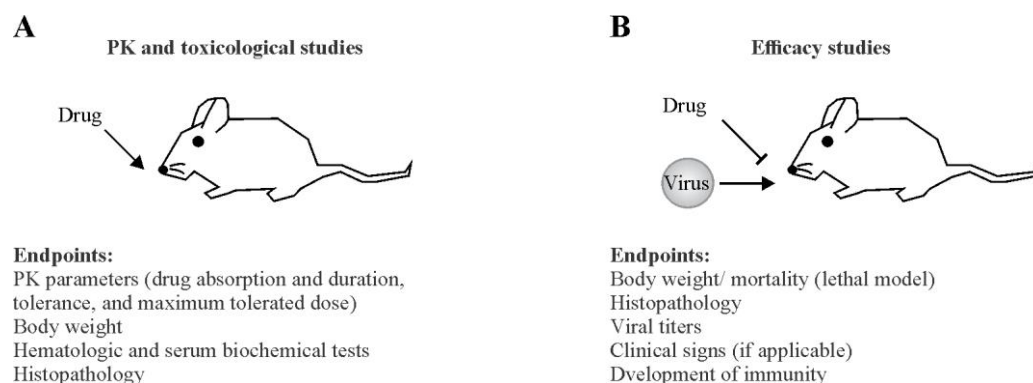 A
PK and toxicological studies
Drug
Endpoints:
PK parameters (drug absorption and duration,
tolerance, and maximum tolerated dose)
Body weight
Hematologic and serum biochemical tests
Histopathology
B
Efficacy studies
Drug
Virus
Endpoints:
Body weight/ mortality (lethal model)
Histopathology
Viral titers
Clinical signs (if applicable)
Dvelopment of immunity